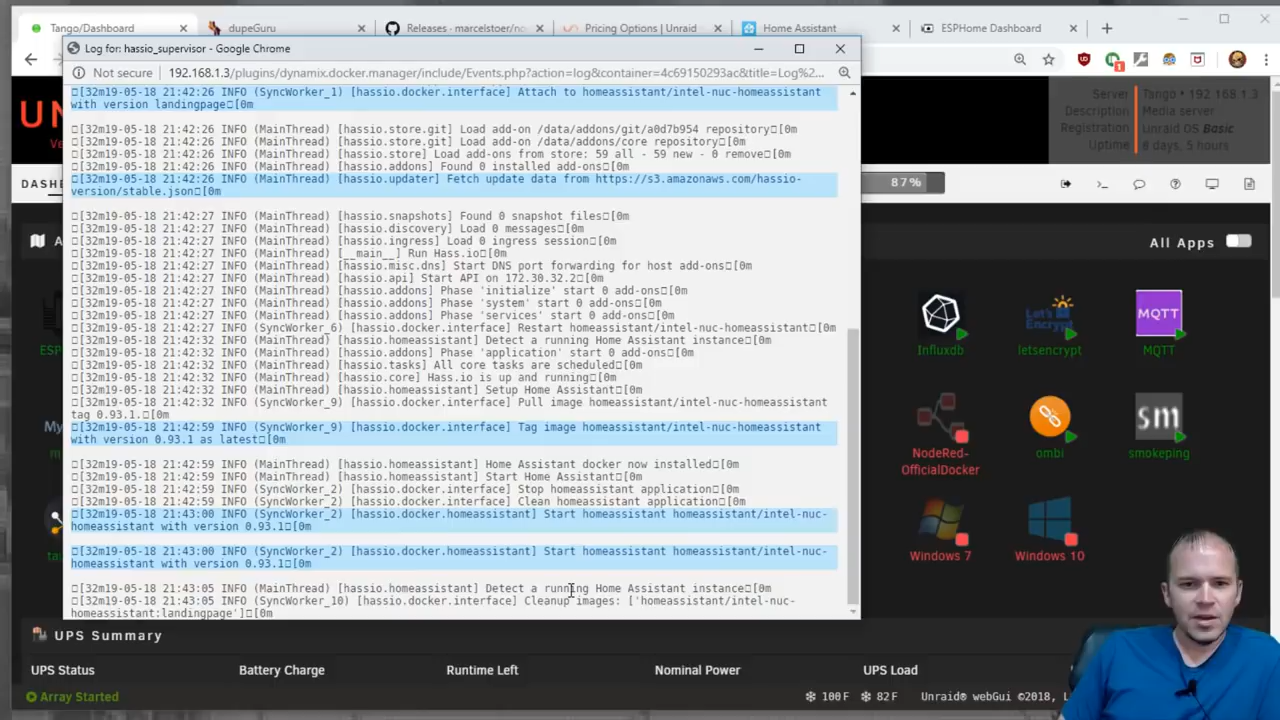 Tango/Dashboard
dupeGuru
Releases · marcelstoer/no
Pricing Options | Unraid
Home Assistant
ESPHome Dashboard
Log for: hassio_supervisor - Google Chrome
Not secure
192.168.1.3/plugins/dynamix.docker.manager/include/Events.php?action=log&container=4c69150293ac&title=Log%2...
[32m19-05-18 21:42:26 INFO (SyncWorker_1) [hassio.docker.interface] Attach to homeassistant/intel-nuc-homeassistant
with version landingpage[0m
[32m19-05-18 21:42:26 INFO (MainThread) [hassio.store.git] Load add-on /data/addons/git/a0d7b954 repository[0m
[32m19-05-18 21:42:26 INFO (MainThread) [hassio.store.git] Load add-on /data/addons/core repository[0m
[32m19-05-18 21:42:26 INFO (MainThread) [hassio.store] Load add-ons from store: 59 all - 59 new - 0 remove[0m
[32m19-05-18 21:42:26 INFO (MainThread) [hassio.addons] Found 0 installed add-ons[0m
[32m19-05-18 21:42:26 INFO (MainThread) [hassio.updater] Fetch update data from https://s3.amazonaws.com/hassio-
version/stable.json[0m
[32m19-05-18 21:42:27 INFO (MainThread) [hassio.snapshots] Found 0 snapshot files[0m
[32m19-05-18 21:42:27 INFO (MainThread) [hassio.discovery] Load 0 messages[0m
[32m19-05-18 21:42:27 INFO (MainThread) [hassio.ingress] Load 0 ingress session[0m
[32m19-05-18 21:42:27 INFO (MainThread) [__main__] Run Hass.io[0m
[32m19-05-18 21:42:27 INFO (MainThread) [hassio.misc.dns] Start DNS port forwarding for host add-ons[0m
[32m19-05-18 21:42:27 INFO (MainThread) [hassio.api] Start API on 172.30.32.2[0m
[32m19-05-18 21:42:27 INFO (MainThread) [hassio.addons] Phase 'initialize' start 0 add-ons[0m
[32m19-05-18 21:42:27 INFO (MainThread) [hassio.addons] Phase 'system' start 0 add-ons[0m
[32m19-05-18 21:42:27 INFO (MainThread) [hassio.addons] Phase 'services' start 0 add-ons[0m
[32m19-05-18 21:42:27 INFO (SyncWorker_6) [hassio.docker.interface] Restart homeassistant/intel-nuc-homeassistant[0m
[32m19-05-18 21:42:32 INFO (MainThread) [hassio.homeassistant] Detect a running Home Assistant instance[0m
[32m19-05-18 21:42:32 INFO (MainThread) [hassio.addons] Phase 'application' start 0 add-ons[0m
[32m19-05-18 21:42:32 INFO (MainThread) [hassio.tasks] All core tasks are scheduled[0m
[32m19-05-18 21:42:32 INFO (MainThread) [hassio.core] Hass.io is up and running[0m
[32m19-05-18 21:42:32 INFO (MainThread) [hassio.homeassistant] Setup Home Assistant[0m
[32m19-05-18 21:42:32 INFO (SyncWorker_9) [hassio.docker.interface] Pull image homeassistant/intel-nuc-homeassistant
tag 0.93.1.[0m
[32m19-05-18 21:42:59 INFO (SyncWorker_9) [hassio.docker.interface] Tag image homeassistant/intel-nuc-homeassistant
with version 0.93.1 as latest[0m
[32m19-05-18 21:42:59 INFO (MainThread) [hassio.homeassistant] Home Assistant docker now installed[0m
[32m19-05-18 21:42:59 INFO (MainThread) [hassio.homeassistant] Start Home Assistant[0m
[32m19-05-18 21:42:59 INFO (SyncWorker_2) [hassio.docker.interface] Stop homeassistant application[0m
[32m19-05-18 21:42:59 INFO (SyncWorker_2) [hassio.docker.interface] Clean homeassistant application[0m
[32m19-05-18 21:43:00 INFO (SyncWorker_2) [hassio.docker.homeassistant] Start homeassistant homeassistant/intel-nuc-
homeassistant with version 0.93.1[0m
[32m19-05-18 21:43:00 INFO (SyncWorker_2) [hassio.docker.homeassistant] Start homeassistant homeassistant/intel-nuc-
homeassistant with version 0.93.1[0m
[32m19-05-18 21:43:05 INFO (MainThread) [hassio.homeassistant] Detect a running Home Assistant instance[0m
[32m19-05-18 21:43:05 INFO (SyncWorker_10) [hassio.docker.interface] Cleanup images: ['homeassistant/intel-nuc-
homeassistant:landingpage'][0m
UN
Ve
Server
Tango • 192.168.1.3
Description
Media server
Registration
Unraid OS Basic
Uptime
6 days, 5 hours
DASH
87%
A
All Apps
ESP
Influxdb
letsencrypt
MQTT
MQTT
My
m
NodeRed-
OfficialDocker
ombi
sm
smokeping
tau
Windows 7
Windows 10
UPS Summary
UPS Status
Battery Charge
Runtime Left
Nominal Power
UPS Load
Array Started
100 F
82 F
Unraid® webGui ©2018, L